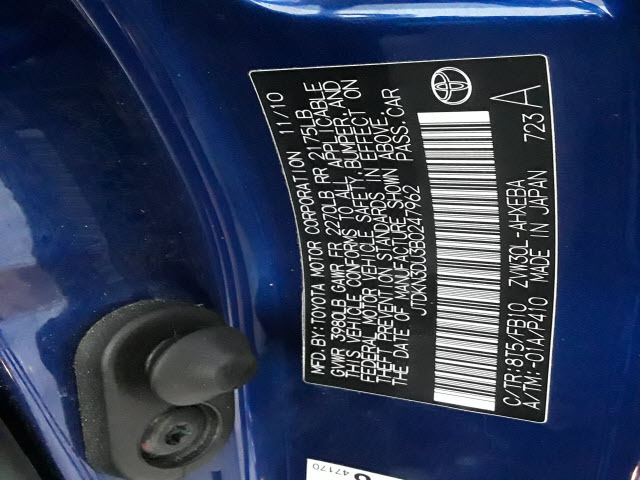 MFD. BY: TOYOTA MOTOR CORPORATION 11/10
GVWR 3980LB GAWR FR 2270LB RR 2175LB
THIS VEHICLE CONFORMS TO ALL APPLICABLE
FEDERAL MOTOR VEHICLE SAFETY, BUMPER, AND
THEFT PREVENTION STANDARDS IN EFFECT ON
THE DATE OF MANUFACTURE SHOWN ABOVE.
JTDKN3DU3B0247962 PASS. CAR
C/TR: 8T5/FB10 ZVW30L-AHXEBA
A/TM: -01A/P410 MADE IN JAPAN 723 A
47170